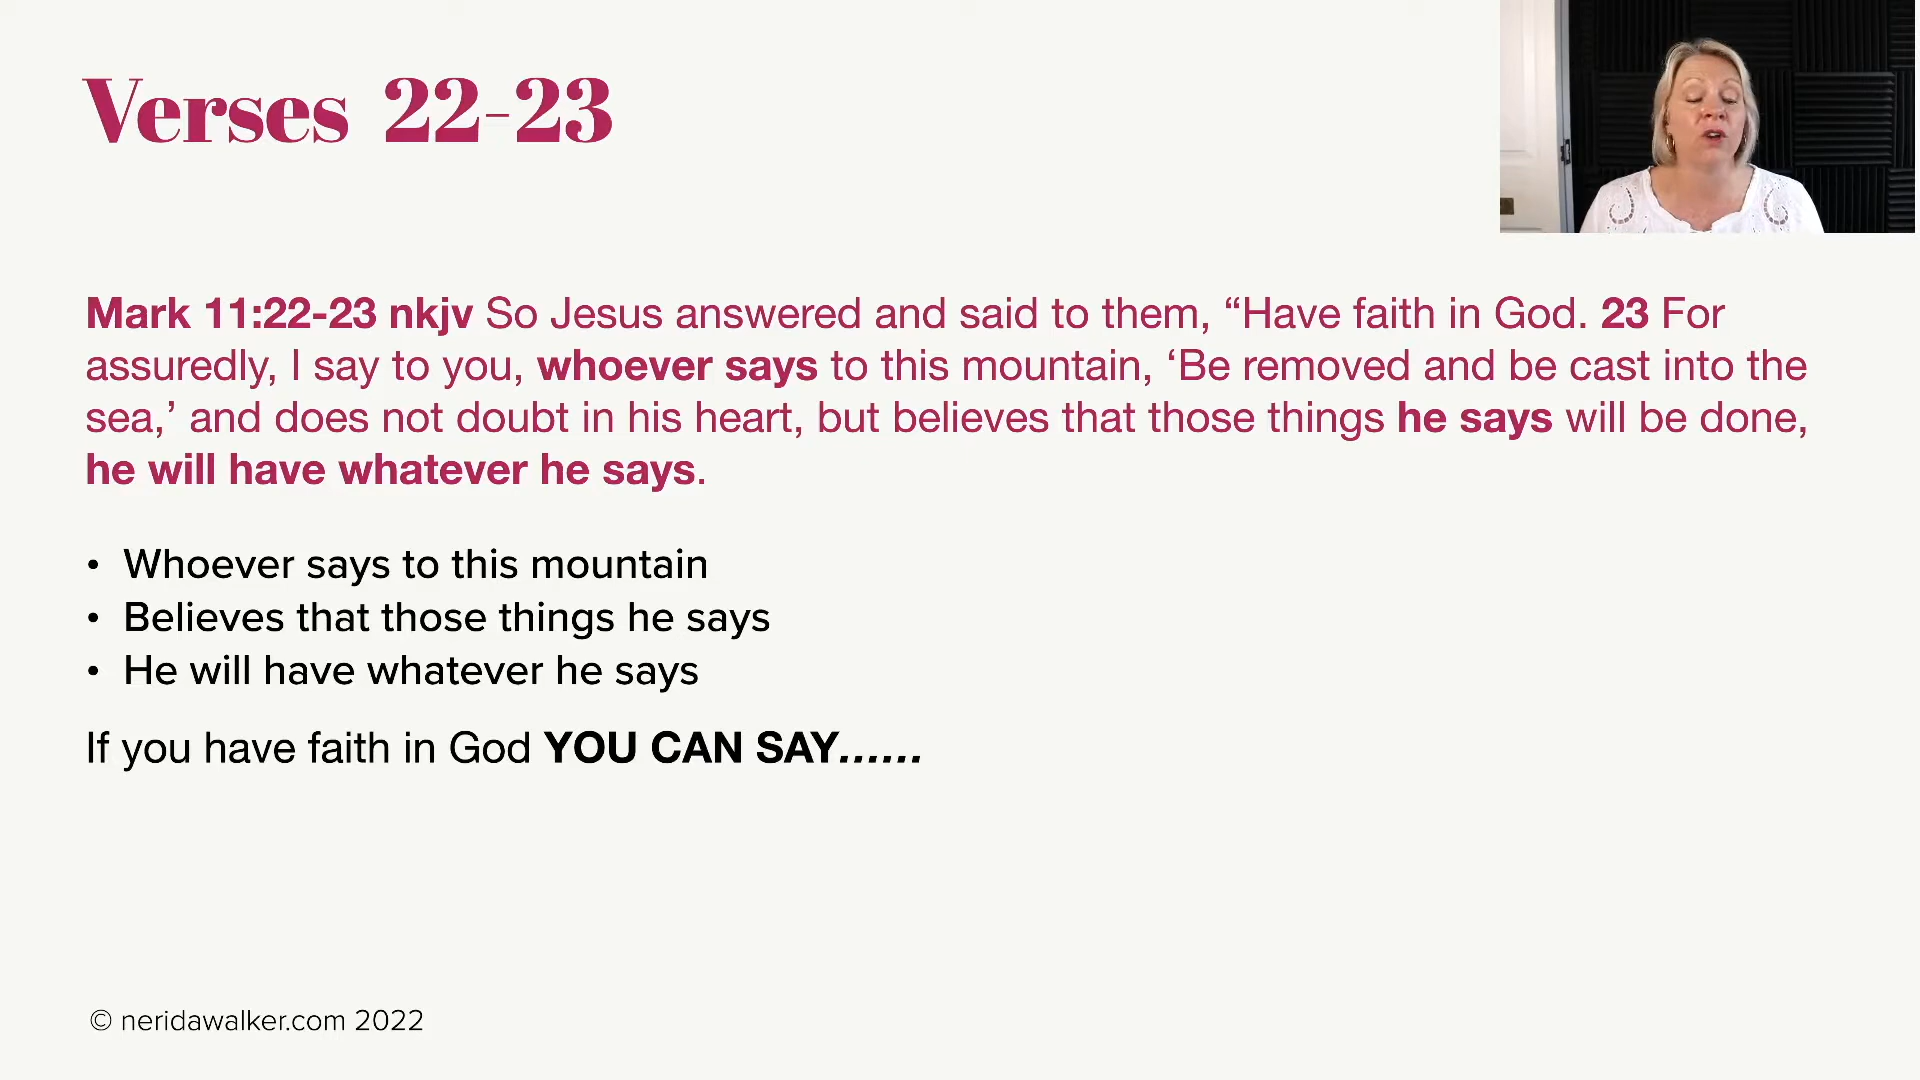 Verses 22-23
Mark 11:22-23 nkjv So Jesus answered and said to them, “Have faith in God. 23 For
assuredly, I say to you, whoever says to this mountain, ‘Be removed and be cast into the
sea,’ and does not doubt in his heart, but believes that those things he says will be done,
he will have whatever he says.
• Whoever says to this mountain
• Believes that those things he says
• He will have whatever he says
If you have faith in God YOU CAN SAY......
© neridawalker.com 2022